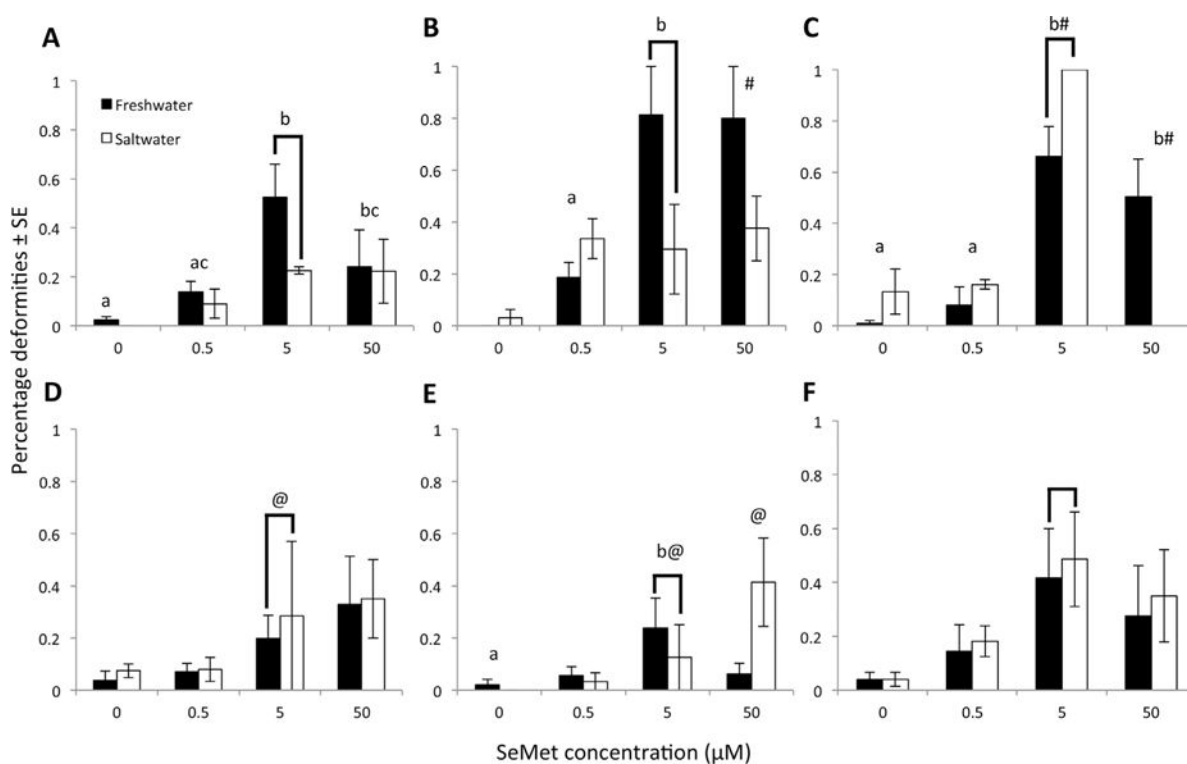 A
B
C
b
b
b#
1
0.8
0.6
0.4
0.2
0
Freshwater
Saltwater
a
ac
bc
0
0.5
5
50
1
0.8
0.6
0.4
0.2
0
a
#
0
0.5
5
50
1
0.8
0.6
0.4
0.2
0
a
a
b#
0
0.5
5
50
Percentage deformities ± SE
D
E
F
1
0.8
0.6
0.4
0.2
0
@
0
0.5
5
50
1
0.8
0.6
0.4
0.2
0
a
b@
@
0
0.5
5
50
1
0.8
0.6
0.4
0.2
0
0
0.5
5
50
SeMet concentration (µM)